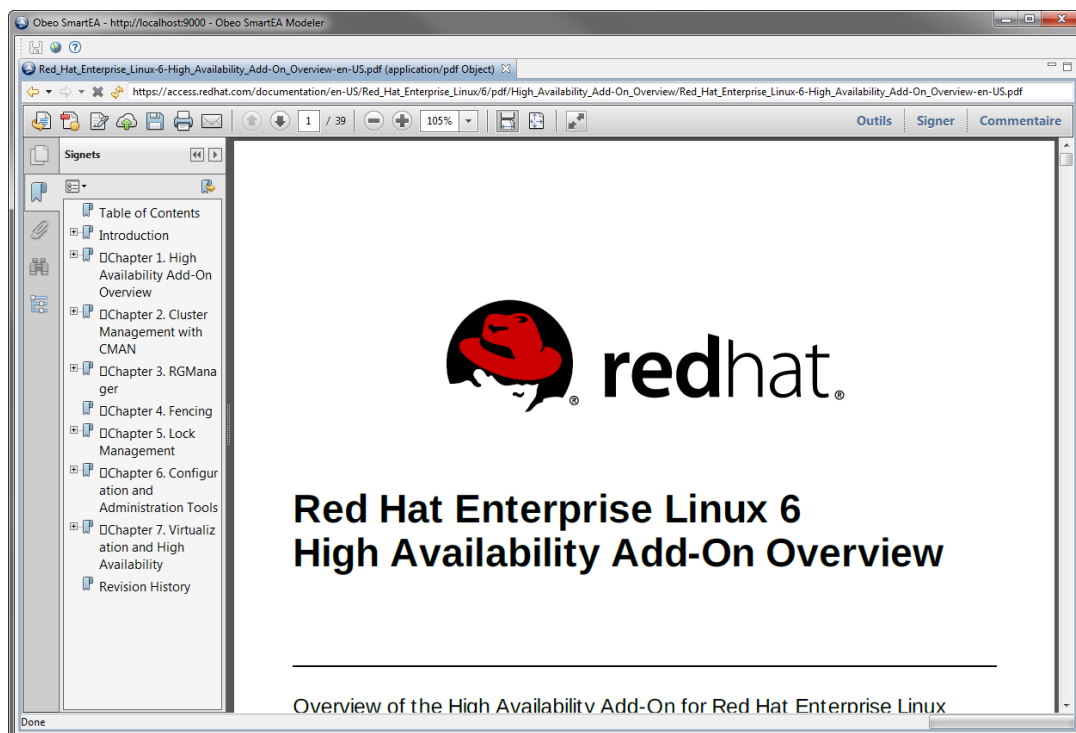 Obeo SmartEA - http://localhost:9000 - Obeo SmartEA Modeler
Red_Hat_Enterprise_Linux-6-High_Availability_Add-On_Overview-en-US.pdf (application/pdf Object)
https://access.redhat.com/documentation/en-US/Red_Hat_Enterprise_Linux/6/pdf/High_Availability_Add-On_Overview/Red_Hat_Enterprise_Linux-6-High_Availability_Add-On_Overview-en-US.pdf
1 / 39 105% Outils Signer Commentaire
Signets
Table of Contents
Introduction
Chapter 1. High
Availability Add-On
Overview
Chapter 2. Cluster
Management with
CMAN
Chapter 3. RGMana
ger
Chapter 4. Fencing
Chapter 5. Lock
Management
Chapter 6. Configur
ation and
Administration Tools
Chapter 7. Virtualiz
ation and High
Availability
Revision History
redhat®
Red Hat Enterprise Linux 6
High Availability Add-On Overview
Overview of the High Availability Add-On for Red Hat Enterprise Linux
Done